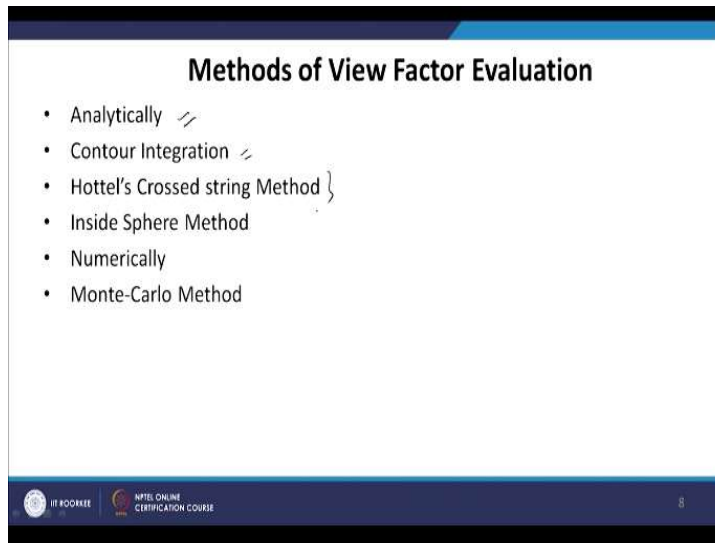 Methods of View Factor Evaluation
• Analytically
• Contour Integration
• Hottel's Crossed string Method
• Inside Sphere Method
• Numerically
• Monte-Carlo Method
IIT ROORKEE
NPTEL ONLINE
CERTIFICATION COURSE
8